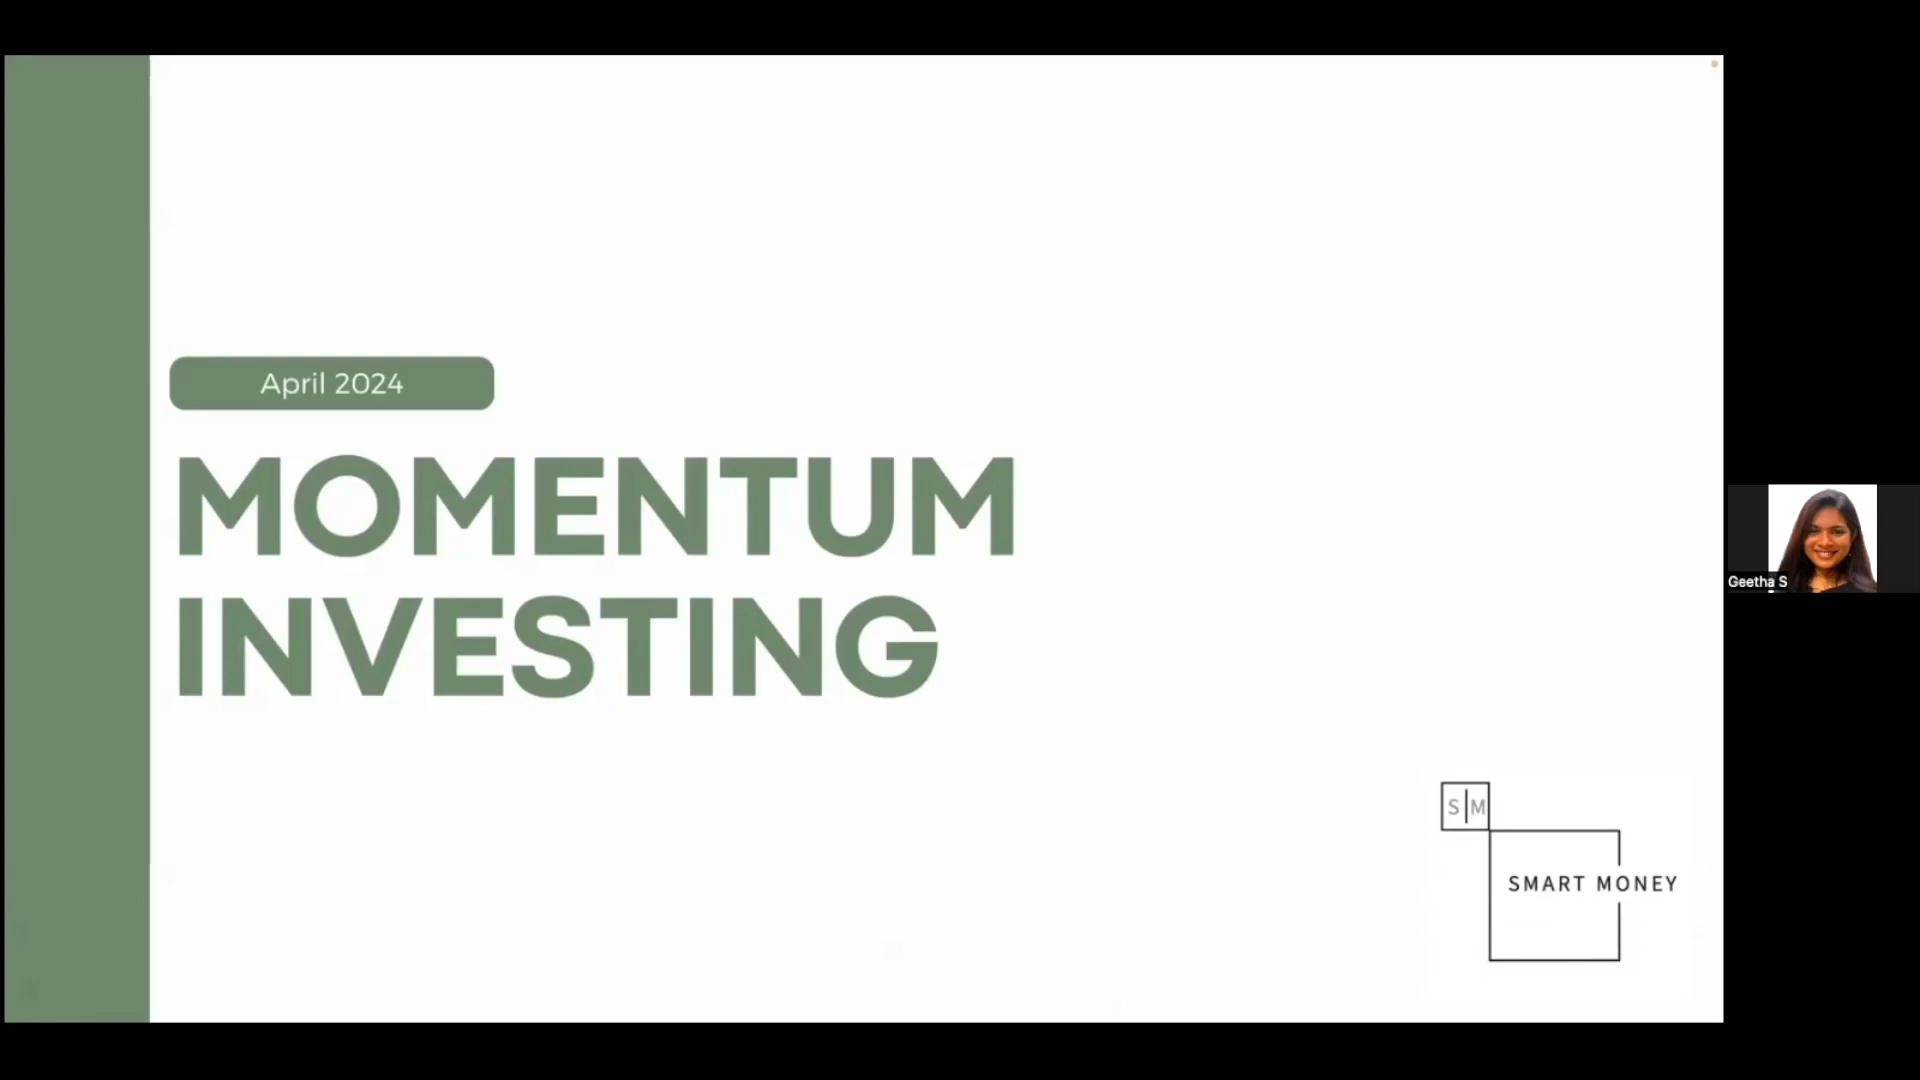 April 2024
MOMENTUM
INVESTING
S|M
SMART MONEY
Geetha S